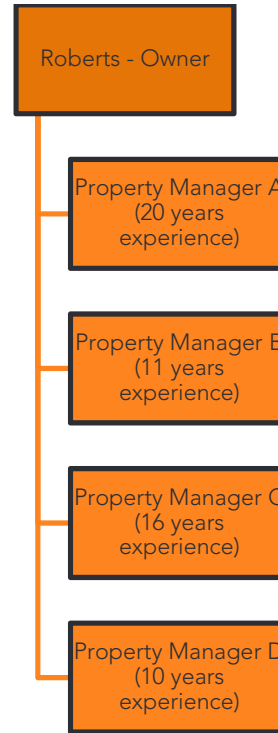 Roberts - Owner
Property Manager A
(20 years
experience)
Property Manager B
(11 years
experience)
Property Manager C
(16 years
experience)
Property Manager D
(10 years
experience)